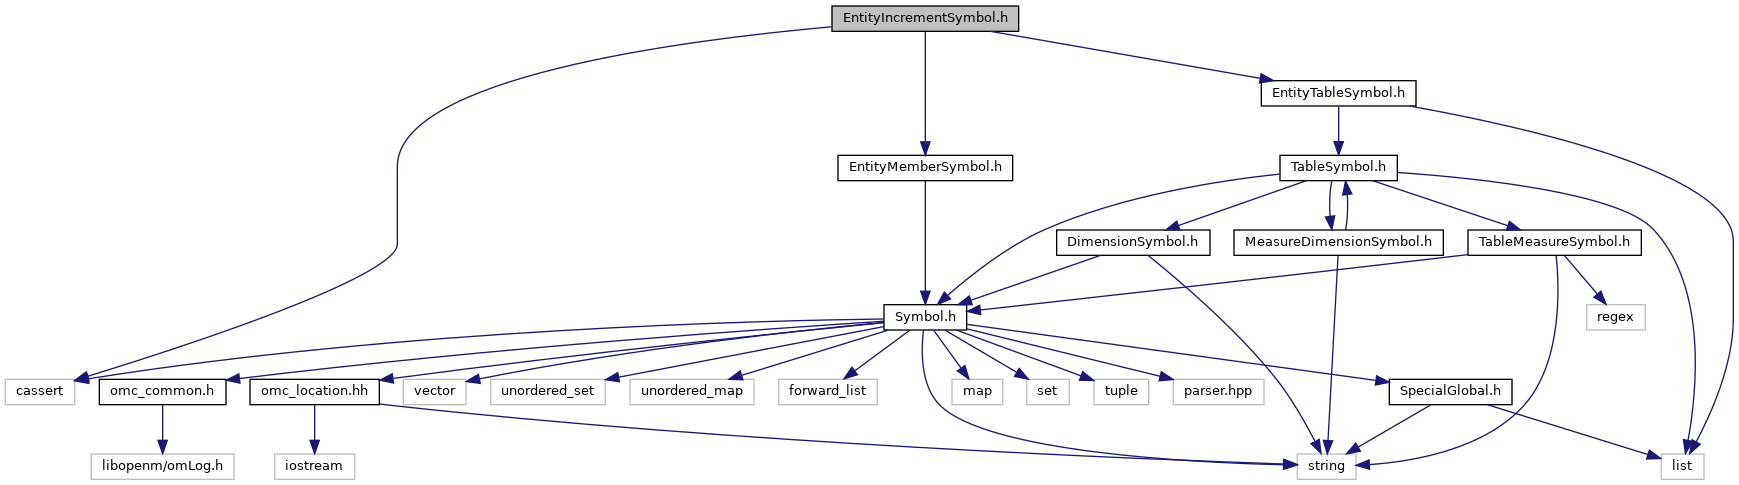 EntityIncrementSymbol.h
EntityTableSymbol.h
EntityMemberSymbol.h
TableSymbol.h
DimensionSymbol.h
MeasureDimensionSymbol.h
TableMeasureSymbol.h
Symbol.h
regex
cassert
omc_common.h
omc_location.hh
vector
unordered_set
unordered_map
forward_list
map
set
tuple
parser.hpp
SpecialGlobal.h
libopenm/omLog.h
iostream
string
list